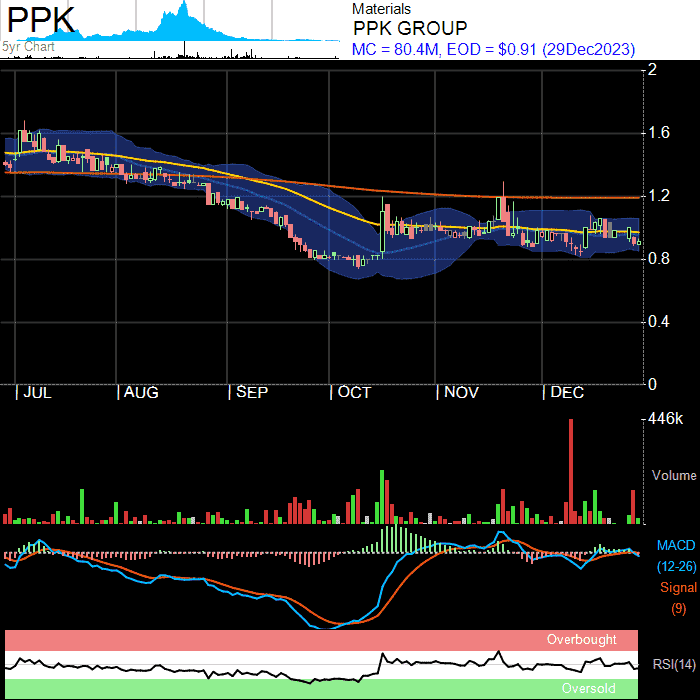 PPK
5yr Chart
Materials
PPK GROUP
MC = 80.4M, EOD = $0.91 (29Dec2023)
2
1.6
1.2
0.8
0.4
0
JUL AUG SEP OCT NOV DEC
446k
Volume
MACD
(12-26)
Signal
(9)
Overbought
RSI(14)
Oversold